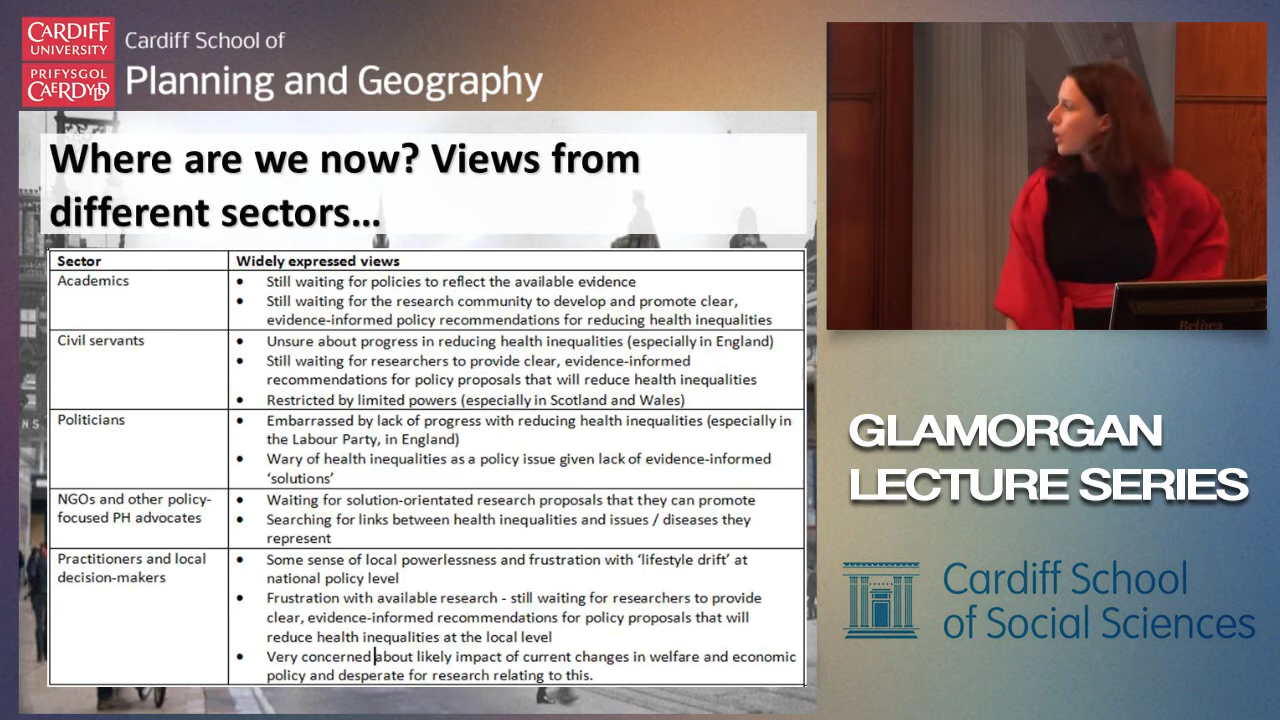 CARDIFF
UNIVERSITY
PRIFYSGOL
CAERDYDD
Cardiff School of
Planning and Geography
Where are we now? Views from
different sectors...
Sector
Widely expressed views
Academics
• Still waiting for policies to reflect the available evidence
• Still waiting for the research community to develop and promote clear,
evidence-informed policy recommendations for reducing health inequalities
Civil servants
• Unsure about progress in reducing health inequalities (especially in England)
• Still waiting for researchers to provide clear, evidence-informed
recommendations for policy proposals that will reduce health inequalities
• Restricted by limited powers (especially in Scotland and Wales)
Politicians
• Embarrassed by lack of progress with reducing health inequalities (especially in
the Labour Party, in England)
• Wary of health inequalities as a policy issue given lack of evidence-informed
‘solutions’
NGOs and other policy-
focused PH advocates
• Waiting for solution-orientated research proposals that they can promote
• Searching for links between health inequalities and issues / diseases they
represent
Practitioners and local
decision-makers
• Some sense of local powerlessness and frustration with ‘lifestyle drift’ at
national policy level
• Frustration with available research - still waiting for researchers to provide
clear, evidence-informed recommendations for policy proposals that will
reduce health inequalities at the local level
• Very concerned about likely impact of current changes in welfare and economic
policy and desperate for research relating to this.
Belinea
GLAMORGAN
LECTURE SERIES
Cardiff School
of Social Sciences